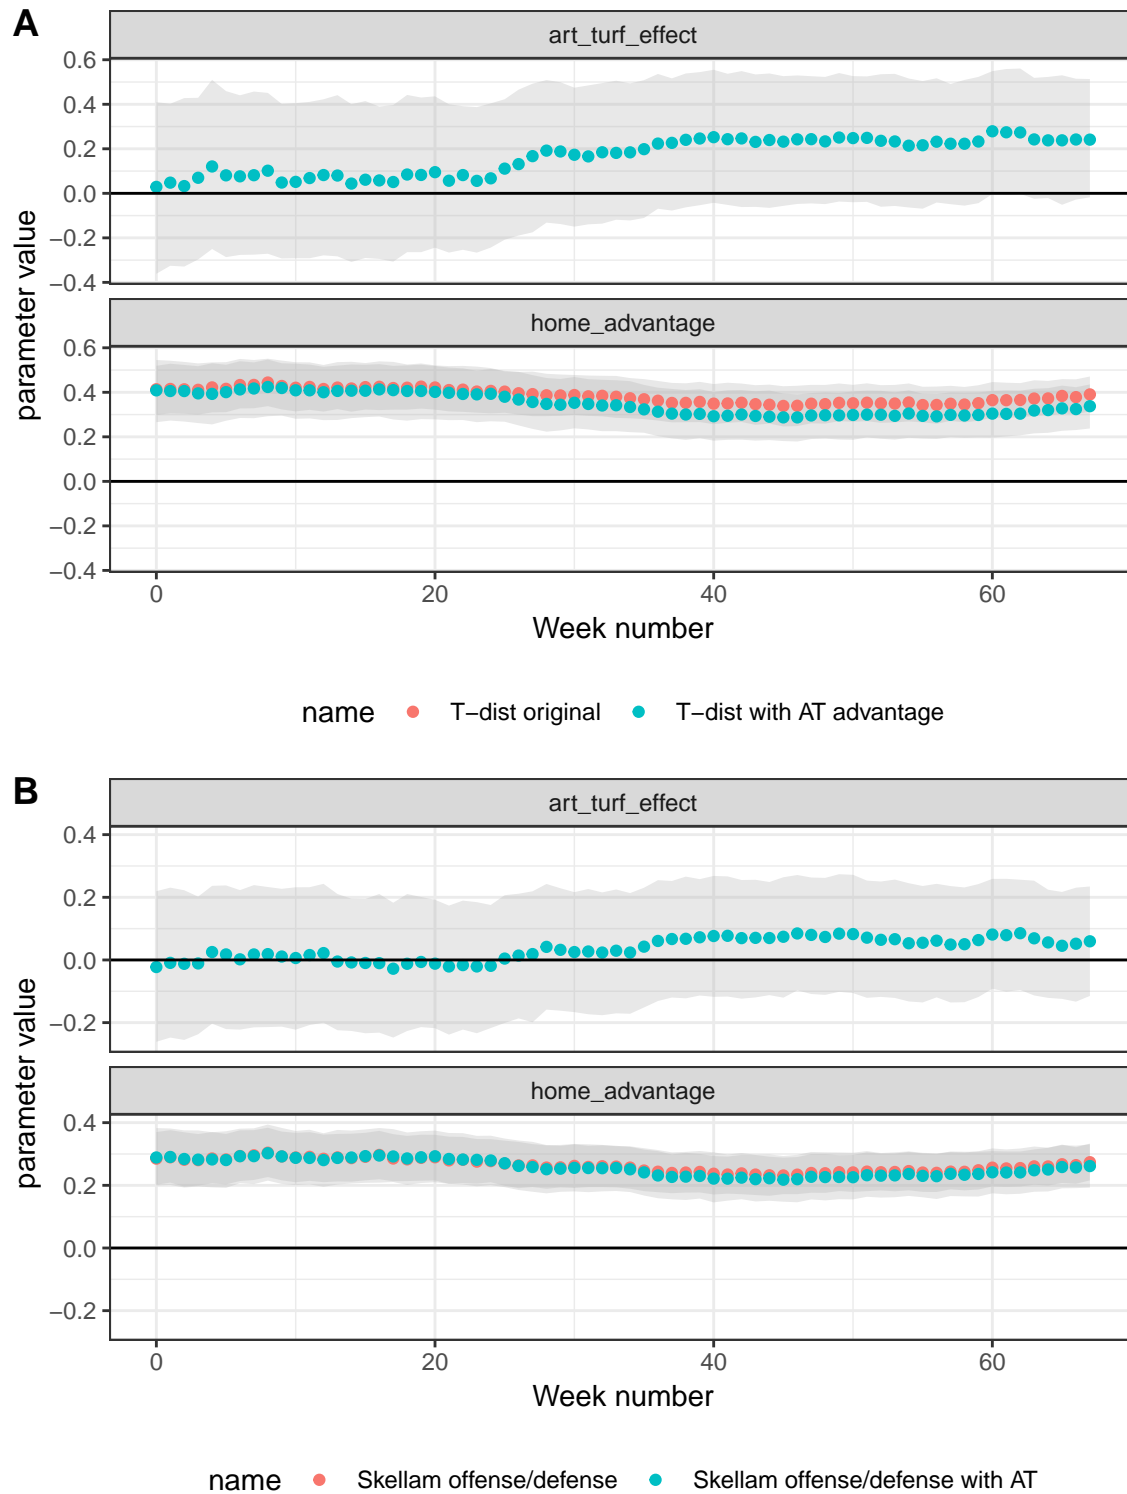 A
art_turf_effect
0.6
0.4
0.2
0.0
−0.2
−0.4
home_advantage
0.6
0.4
0.2
0.0
−0.2
−0.4
parameter value
0 20 40 60
Week number
name T−dist original T−dist with AT advantage
B
art_turf_effect
0.4
0.2
0.0
−0.2
home_advantage
0.4
0.2
0.0
−0.2
parameter value
0 20 40 60
Week number
name Skellam offense/defense Skellam offense/defense with AT